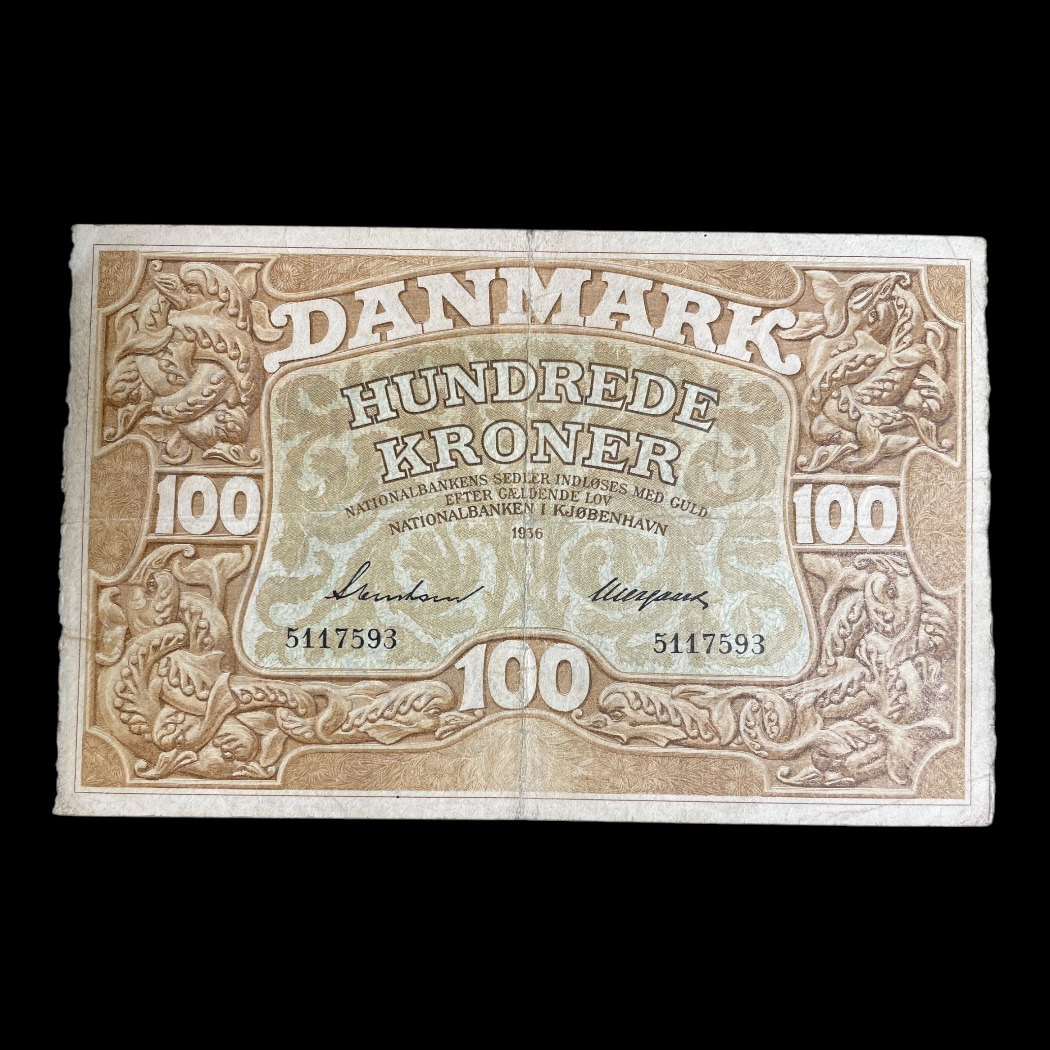 DANMARK
HUNDREDE
KRONER
NATIONALBANKENS SEDLER INDLØSES MED GULD
EFTER GÆLDENDE LOV
NATIONALBANKEN I KJØBENHAVN
1936
100 100
5117593 5117593
100